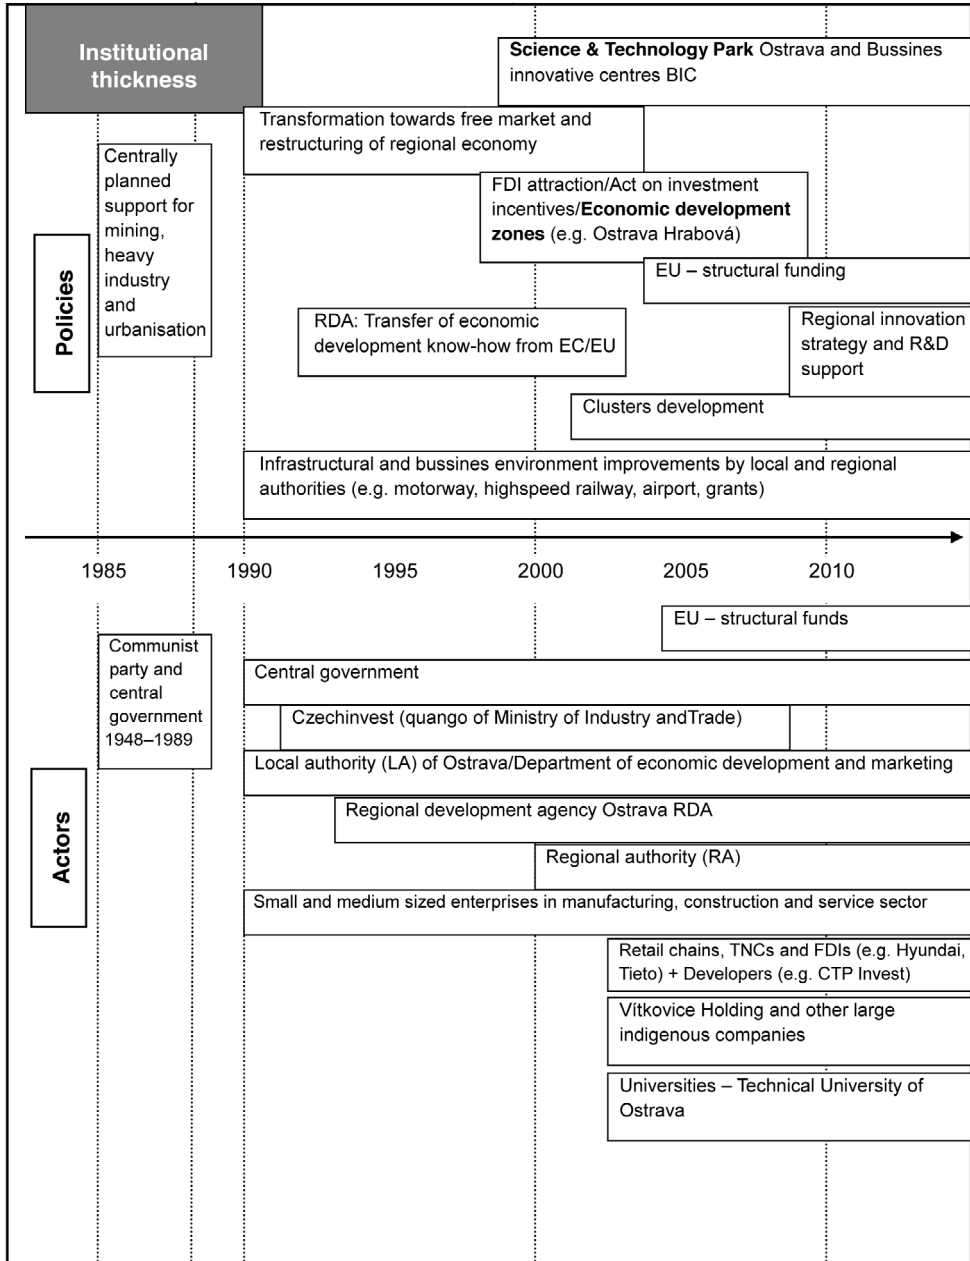 Institutional
thickness
Science & Technology Park Ostrava and Bussines
innovative centres BIC
Transformation towards free market and
restructuring of regional economy
Centrally
planned
support for
mining,
heavy
industry
and
urbanisation
FDI attraction/Act on investment
incentives/Economic development
zones (e.g. Ostrava Hrabová)
Policies
EU – structural funding
RDA: Transfer of economic
development know-how from EC/EU
Regional innovation
strategy and R&D
support
Clusters development
Infrastructural and bussines environment improvements by local and regional
authorities (e.g. motorway, highspeed railway, airport, grants)
1985 1990 1995 2000 2005 2010
EU – structural funds
Communist
party and
central
government
1948–1989
Central government
Czechinvest (quango of Ministry of Industry andTrade)
Local authority (LA) of Ostrava/Department of economic development and marketing
Actors
Regional development agency Ostrava RDA
Regional authority (RA)
Small and medium sized enterprises in manufacturing, construction and service sector
Retail chains, TNCs and FDIs (e.g. Hyundai,
Tieto) + Developers (e.g. CTP Invest)
Vítkovice Holding and other large
indigenous companies
Universities – Technical University of
Ostrava